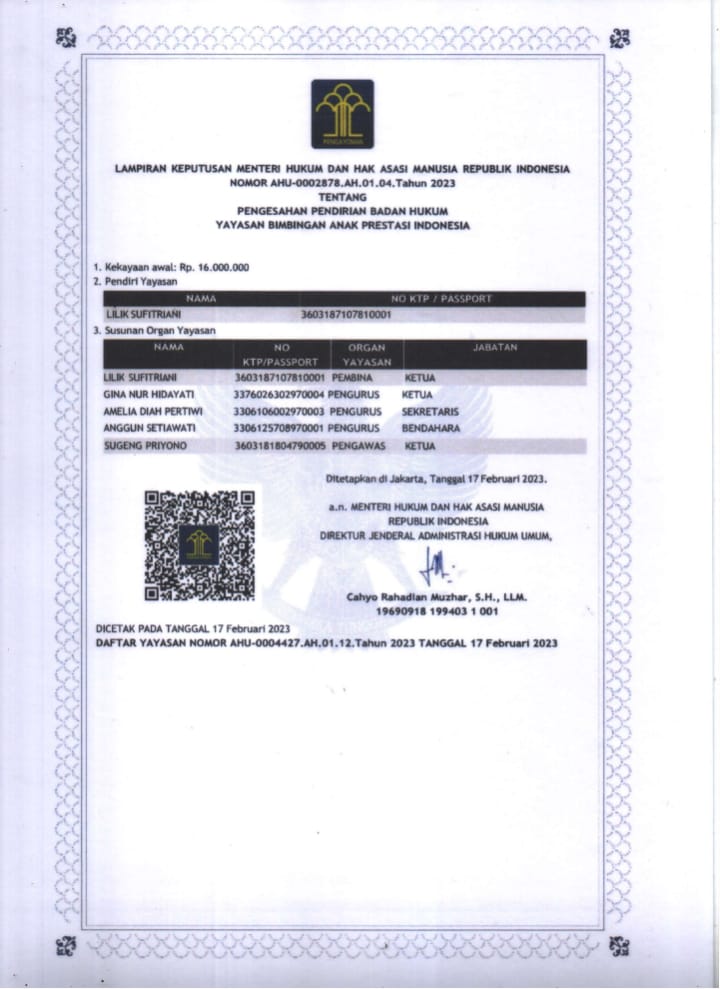 PENGAYOMAN
LAMPIRAN KEPUTUSAN MENTERI HUKUM DAN HAK ASASI MANUSIA REPUBLIK INDONESIA
NOMOR AHU-0002878.AH.01.04.Tahun 2023
TENTANG
PENGESAHAN PENDIRIAN BADAN HUKUM
YAYASAN BIMBINGAN ANAK PRESTASI INDONESIA
1. Kekayaan awal: Rp. 16.000.000
2. Pendiri Yayasan
NAMA NO KTP / PASSPORT
LILIK SUFITRIANI 3603187107810001
3. Susunan Organ Yayasan
NAMA NO KTP/PASSPORT ORGAN YAYASAN JABATAN
LILIK SUFITRIANI 3603187107810001 PEMBINA KETUA
GINA NUR HIDAYATI 3376026302970004 PENGURUS KETUA
AMELIA DIAH PERTIWI 3306106002970003 PENGURUS SEKRETARIS
ANGGUN SETIAWATI 3306125708970001 PENGURUS BENDAHARA
SUGENG PRIYONO 3603181804790005 PENGAWAS KETUA
Ditetapkan di Jakarta, Tanggal 17 Februari 2023.
a.n. MENTERI HUKUM DAN HAK ASASI MANUSIA
REPUBLIK INDONESIA
DIREKTUR JENDERAL ADMINISTRASI HUKUM UMUM,
Cahyo Rahadian Muzhar, S.H., LLM.
19690918 199403 1 001
DICETAK PADA TANGGAL 17 Februari 2023
DAFTAR YAYASAN NOMOR AHU-0004427.AH.01.12.Tahun 2023 TANGGAL 17 Februari 2023